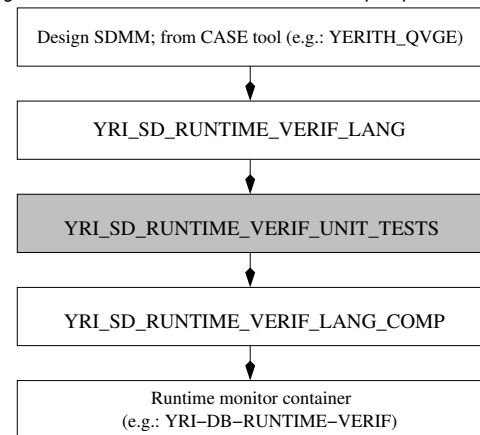 Design SDMM; from CASE tool (e.g.: YERITH_QVGE)
YRI_SD_RUNTIME_VERIF_LANG
YRI_SD_RUNTIME_VERIF_UNIT_TESTS
YRI_SD_RUNTIME_VERIF_LANG_COMP
Runtime monitor container
(e.g.: YRI−DB−RUNTIME−VERIF)